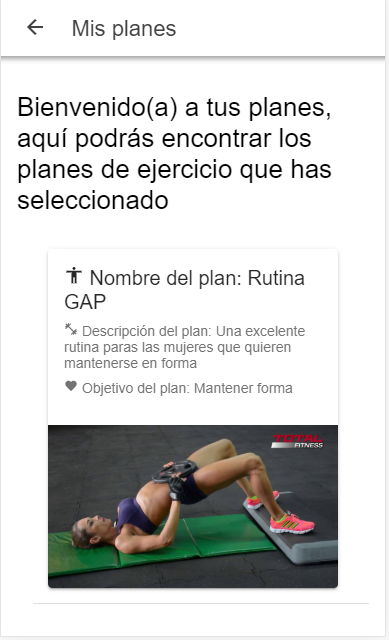 Mis planes
Bienvenido(a) a tus planes,
aquí podrás encontrar los
planes de ejercicio que has
seleccionado
Nombre del plan: Rutina
GAP
Descripción del plan: Una excelente
rutina paras las mujeres que quieren
mantenerse en forma
Objetivo del plan: Mantener forma
TOTAL
FITNESS